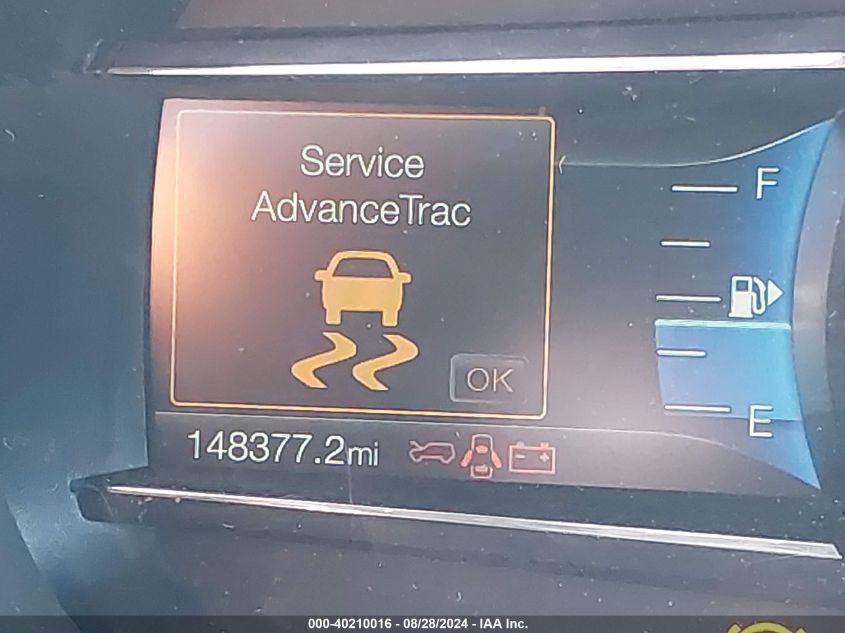 Service
AdvanceTrac
OK
F
E
148377.2mi
000-40210016 - 08/28/2024 - IAA Inc.